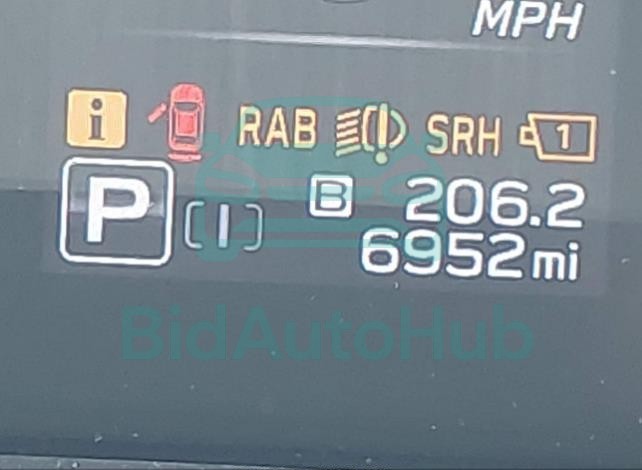 MPH
i RAB SRH 1
P [I] B 206.2
6952mi
BidAutoHub